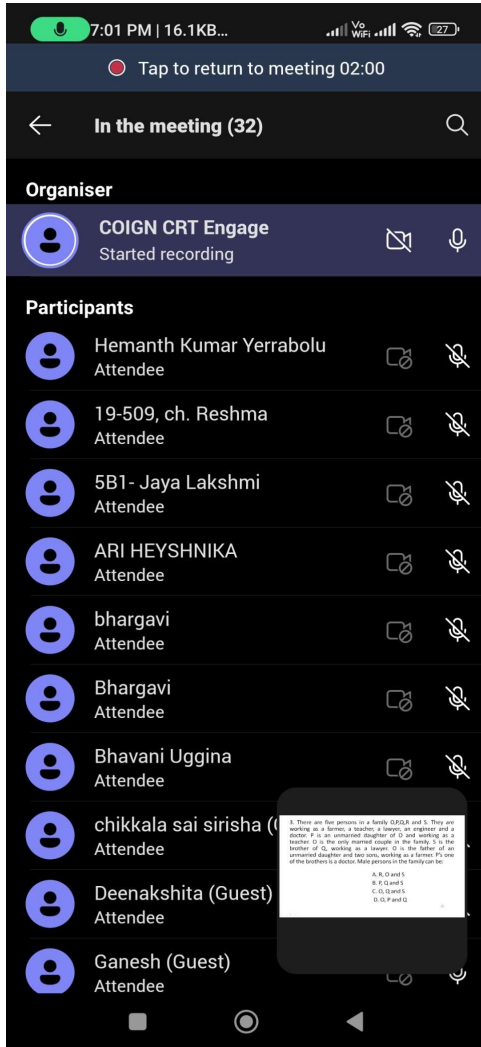 7:01 PM | 16.1KB...
Vo
WiFi
27
Tap to return to meeting 02:00
In the meeting (32)
Organiser
COIGN CRT Engage
Started recording
Participants
Hemanth Kumar Yerrabolu
Attendee
19-509, ch. Reshma
Attendee
5B1- Jaya Lakshmi
Attendee
ARI HEYSHNIKA
Attendee
bhargavi
Attendee
Bhargavi
Attendee
Bhavani Uggina
Attendee
chikkala sai sirisha (
Attendee
Deenakshita (Guest)
Attendee
Ganesh (Guest)
Attendee
3. There are five persons in a family O,P,Q,R and S. They are
working as a farmer, a teacher, a lawyer, an engineer and a
doctor. P is an unmarried daughter of O and working as a
teacher. O is the only married couple in the family. S is the
brother of Q, working as a lawyer. O is the father of an
unmarried daughter and two sons, working as a farmer. P's one
of the brothers is a doctor. Male persons in the family can be:
A. R, O and S
B. P, Q and S
C. O, Q and S
D. O, P and Q